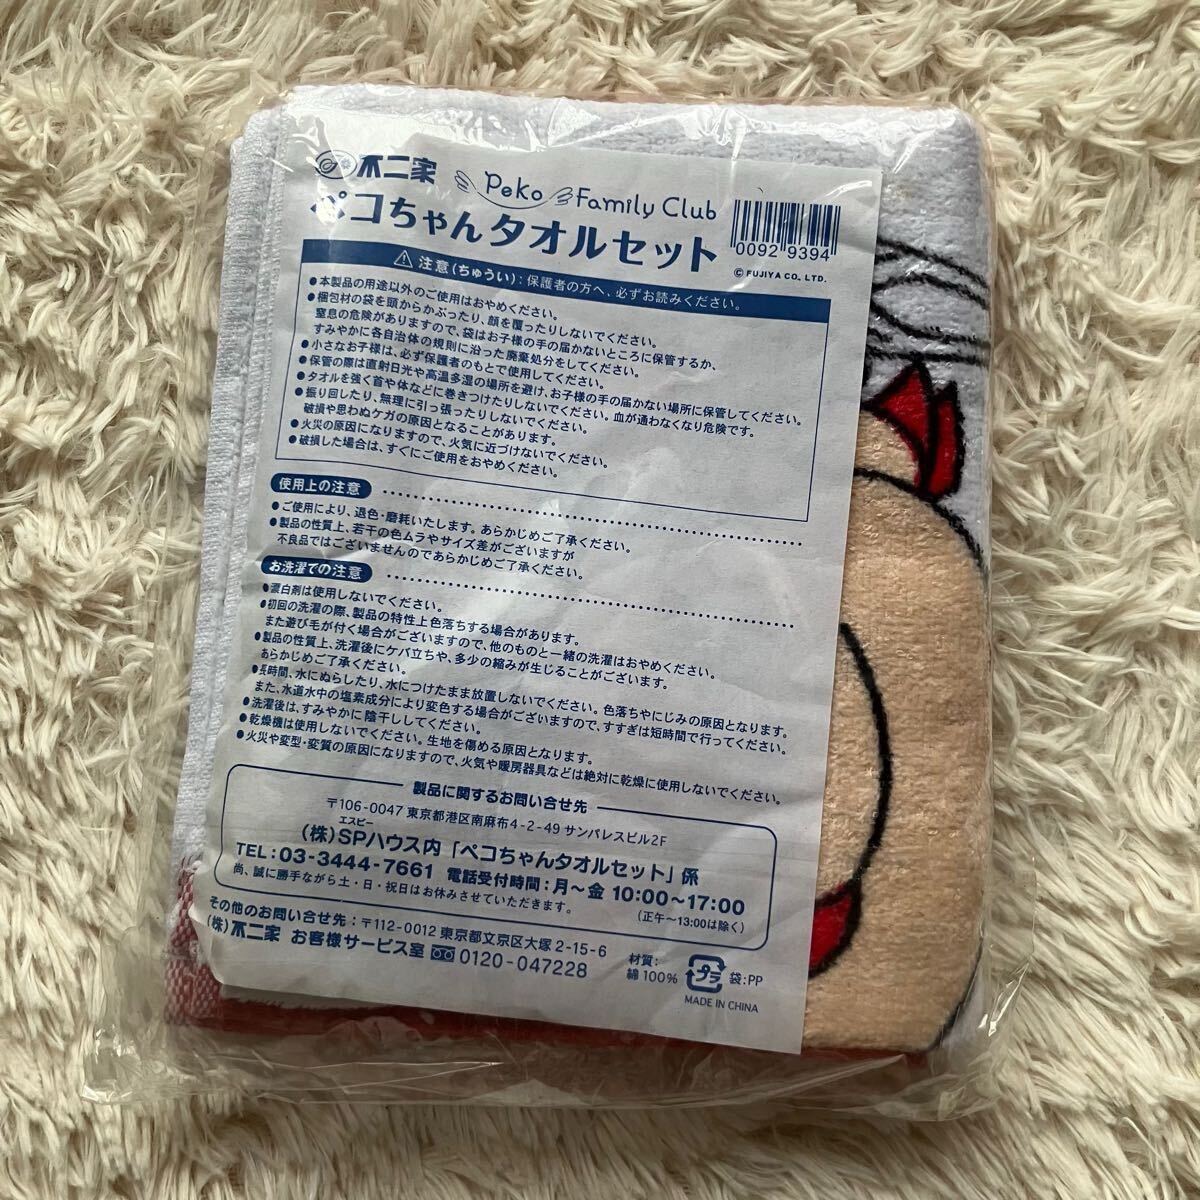 不二家 Peko Family Club
ペコちゃんタオルセット
0092 9394
© FUJIYA CO., LTD.
注意(ちゅうい):保護者の方へ、必ずお読みください。
●本製品の用途以外のご使用はおやめください。
●梱包材の袋を頭からかぶったり、顔を覆ったりしないでください。
窒息の危険がありますので、袋はお子様の手の届かないところに保管するか、
すみやかに各自治体の規則に沿った廃棄処分をしてください。
●小さなお子様は、必ず保護者のもとで使用してください。
●保管の際は直射日光や高温多湿の場所を避け、お子様の手の届かない場所に保管してください。
●タオルを強く首や体などに巻きつけたりしないでください。血が通わなくなり危険です。
●振り回したり、無理に引っ張ったりしないでください。
破損や思わぬケガの原因となることがあります。
●火災の原因になりますので、火気に近づけないでください。
●破損した場合は、すぐにご使用をおやめください。
使用上の注意
●ご使用により、退色・磨耗いたします。あらかじめご了承ください。
●製品の性質上、若干の色ムラやサイズ差がございますが
不良品ではございませんのであらかじめご了承ください。
お洗濯での注意
●漂白剤は使用しないでください。
●初回の洗濯の際、製品の特性上色落ちする場合があります。
また遊び毛が付く場合がございますので、他のものと一緒の洗濯はおやめください。
●製品の性質上、洗濯後にケバ立ちや、多少の縮みが生じることがございます。
あらかじめご了承ください。
●長時間、水にぬらしたり、水につけたまま放置しないでください。色落ちやにじみの原因となります。
また、水道水中の塩素成分により変色する場合がございますので、すすぎは短時間で行ってください。
●洗濯後は、すみやかに陰干ししてください。
●乾燥機は使用しないでください。生地を傷める原因となります。
●火災や変型・変質の原因になりますので、火気や暖房器具などは絶対に乾燥に使用しないでください。
製品に関するお問い合せ先
〒106-0047 東京都港区南麻布4-2-49 サンパレスビル2F
エスピー
(株)SPハウス内「ペコちゃんタオルセット」係
TEL:03-3444-7661 電話受付時間:月〜金 10:00〜17:00
尚、誠に勝手ながら土・日・祝日はお休みさせていただきます。 (正午〜13:00は除く)
その他のお問い合せ先:〒112-0012 東京都文京区大塚 2-15-6
(株)不二家 お客様サービス室 0120-047228
材質:
綿100%
プラ
袋:PP
MADE IN CHINA